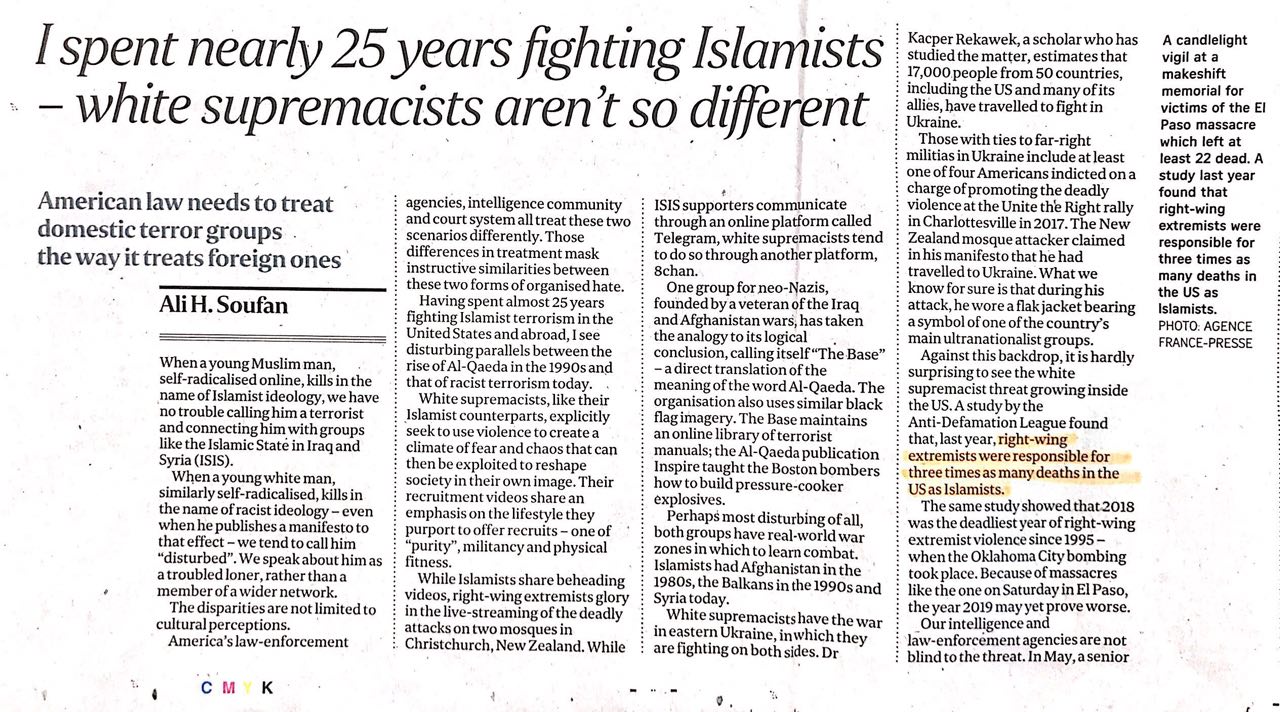 I spent nearly 25 years fighting Islamists
– white supremacists aren't so different
American law needs to treat
domestic terror groups
the way it treats foreign ones
Ali H. Soufan
When a young Muslim man,
self-radicalised online, kills in the
name of Islamist ideology, we have
no trouble calling him a terrorist
and connecting him with groups
like the Islamic State in Iraq and
Syria (ISIS).
When a young white man,
similarly self-radicalised, kills in
the name of racist ideology – even
when he publishes a manifesto to
that effect – we tend to call him
"disturbed". We speak about him as
a troubled loner, rather than a
member of a wider network.
The disparities are not limited to
cultural perceptions.
America's law-enforcement
agencies, intelligence community
and court system all treat these two
scenarios differently. Those
differences in treatment mask
instructive similarities between
these two forms of organised hate.
Having spent almost 25 years
fighting Islamist terrorism in the
United States and abroad, I see
disturbing parallels between the
rise of Al-Qaeda in the 1990s and
that of racist terrorism today.
White supremacists, like their
Islamist counterparts, explicitly
seek to use violence to create a
climate of fear and chaos that can
then be exploited to reshape
society in their own image. Their
recruitment videos share an
emphasis on the lifestyle they
purport to offer recruits – one of
"purity", militancy and physical
fitness.
While Islamists share beheading
videos, right-wing extremists glory
in the live-streaming of the deadly
attacks on two mosques in
Christchurch, New Zealand. While
ISIS supporters communicate
through an online platform called
Telegram, white supremacists tend
to do so through another platform,
8chan.
One group for neo-Nazis,
founded by a veteran of the Iraq
and Afghanistan wars, has taken
the analogy to its logical
conclusion, calling itself "The Base"
– a direct translation of the
meaning of the word Al-Qaeda. The
organisation also uses similar black
flag imagery. The Base maintains
an online library of terrorist
manuals; the Al-Qaeda publication
Inspire taught the Boston bombers
how to build pressure-cooker
explosives.
Perhaps most disturbing of all,
both groups have real-world war
zones in which to learn combat.
Islamists had Afghanistan in the
1980s, the Balkans in the 1990s and
Syria today.
White supremacists have the war
in eastern Ukraine, in which they
are fighting on both sides. Dr
Kacper Rekawek, a scholar who has
studied the matter, estimates that
17,000 people from 50 countries,
including the US and many of its
allies, have travelled to fight in
Ukraine.
Those with ties to far-right
militias in Ukraine include at least
one of four Americans indicted on a
charge of promoting the deadly
violence at the Unite the Right rally
in Charlottesville in 2017. The New
Zealand mosque attacker claimed
in his manifesto that he had
travelled to Ukraine. What we
know for sure is that during his
attack, he wore a flak jacket bearing
a symbol of one of the country's
main ultranationalist groups.
Against this backdrop, it is hardly
surprising to see the white
supremacist threat growing inside
the US. A study by the
Anti-Defamation League found
that, last year, right-wing
extremists were responsible for
three times as many deaths in the
US as Islamists.
The same study showed that 2018
was the deadliest year of right-wing
extremist violence since 1995 –
when the Oklahoma City bombing
took place. Because of massacres
like the one on Saturday in El Paso,
the year 2019 may yet prove worse.
Our intelligence and
law-enforcement agencies are not
blind to the threat. In May, a senior
A candlelight
vigil at a
makeshift
memorial for
victims of the El
Paso massacre
which left at
least 22 dead. A
study last year
found that
right-wing
extremists were
responsible for
three times as
many deaths in
the US as
Islamists.
PHOTO: AGENCE
FRANCE-PRESSE
C M Y K